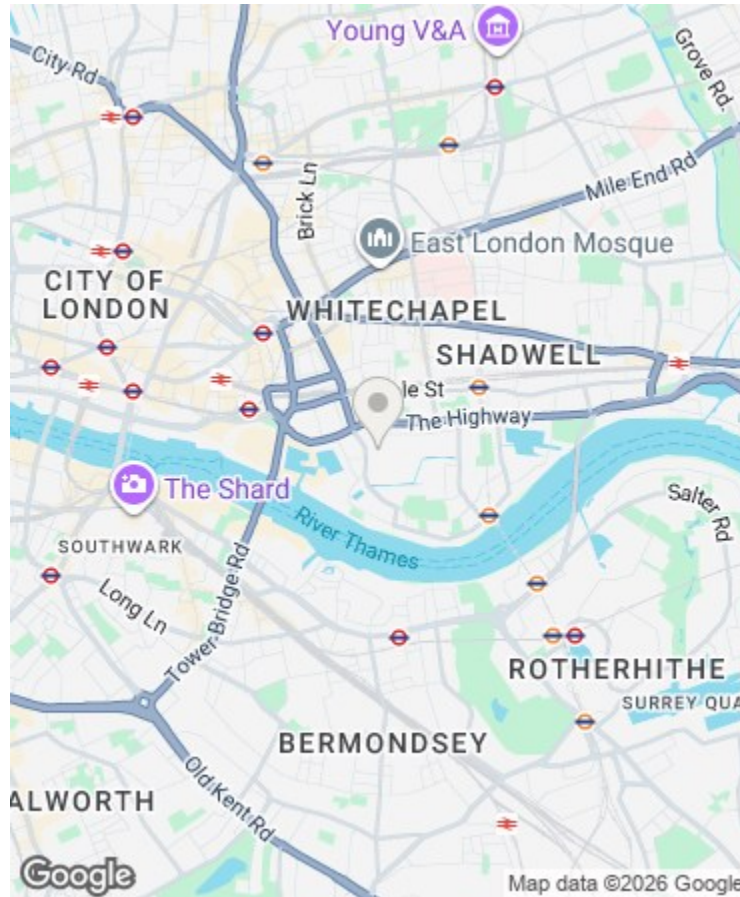 Young V&A
City Rd
Grove Rd.
Brick Ln
Mile End Rd
East London Mosque
CITY OF
LONDON
WHITECHAPEL
SHADWELL
le St
The Highway
The Shard
River Thames
Salter Rd
SOUTHWARK
Long Ln
Tower Bridge Rd
ROTHERHITHE
SURREY QUA
BERMONDSEY
ALWORTH
Old Kent Rd
Google
Map data ©2026 Google